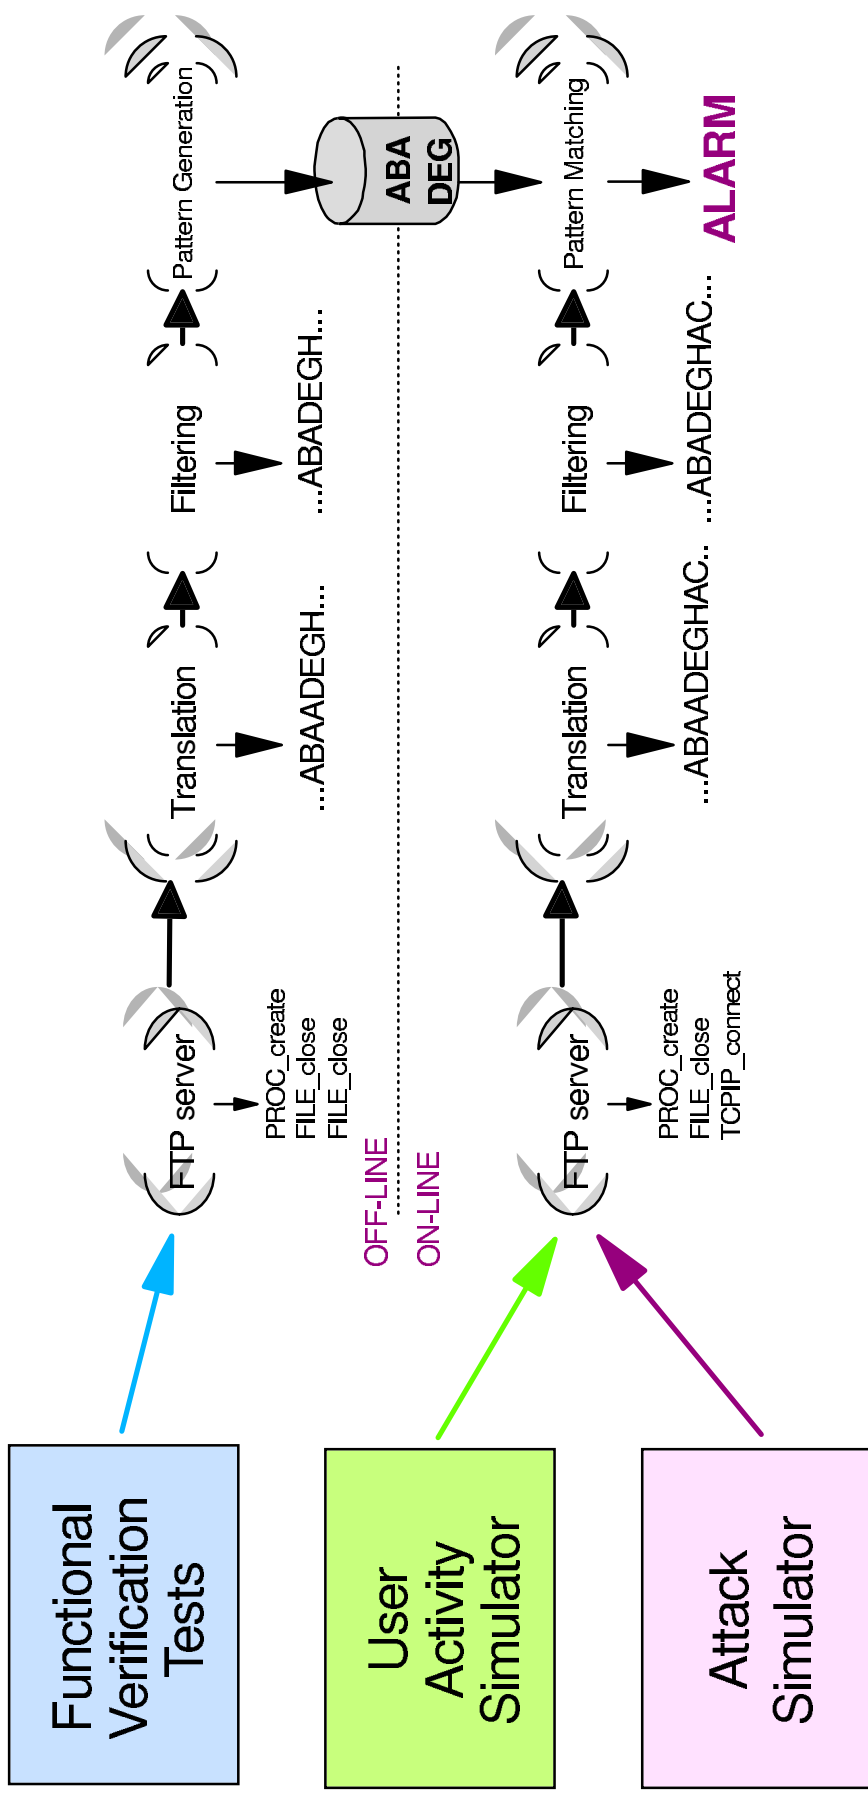 Functional
Verification
Tests
FTP server
PROC_create
FILE_close
FILE_close
Translation
...ABAADEGH...
Filtering
...ABADEGH...
Pattern Generation
OFF-LINE
ON-LINE
ABA
DEG
User
Activity
Simulator
Attack
Simulator
FTP server
PROC_create
FILE_close
TCPIP_connect
Translation
...ABAADEGHAC..
Filtering
...ABADEGHAC...
Pattern Matching
ALARM